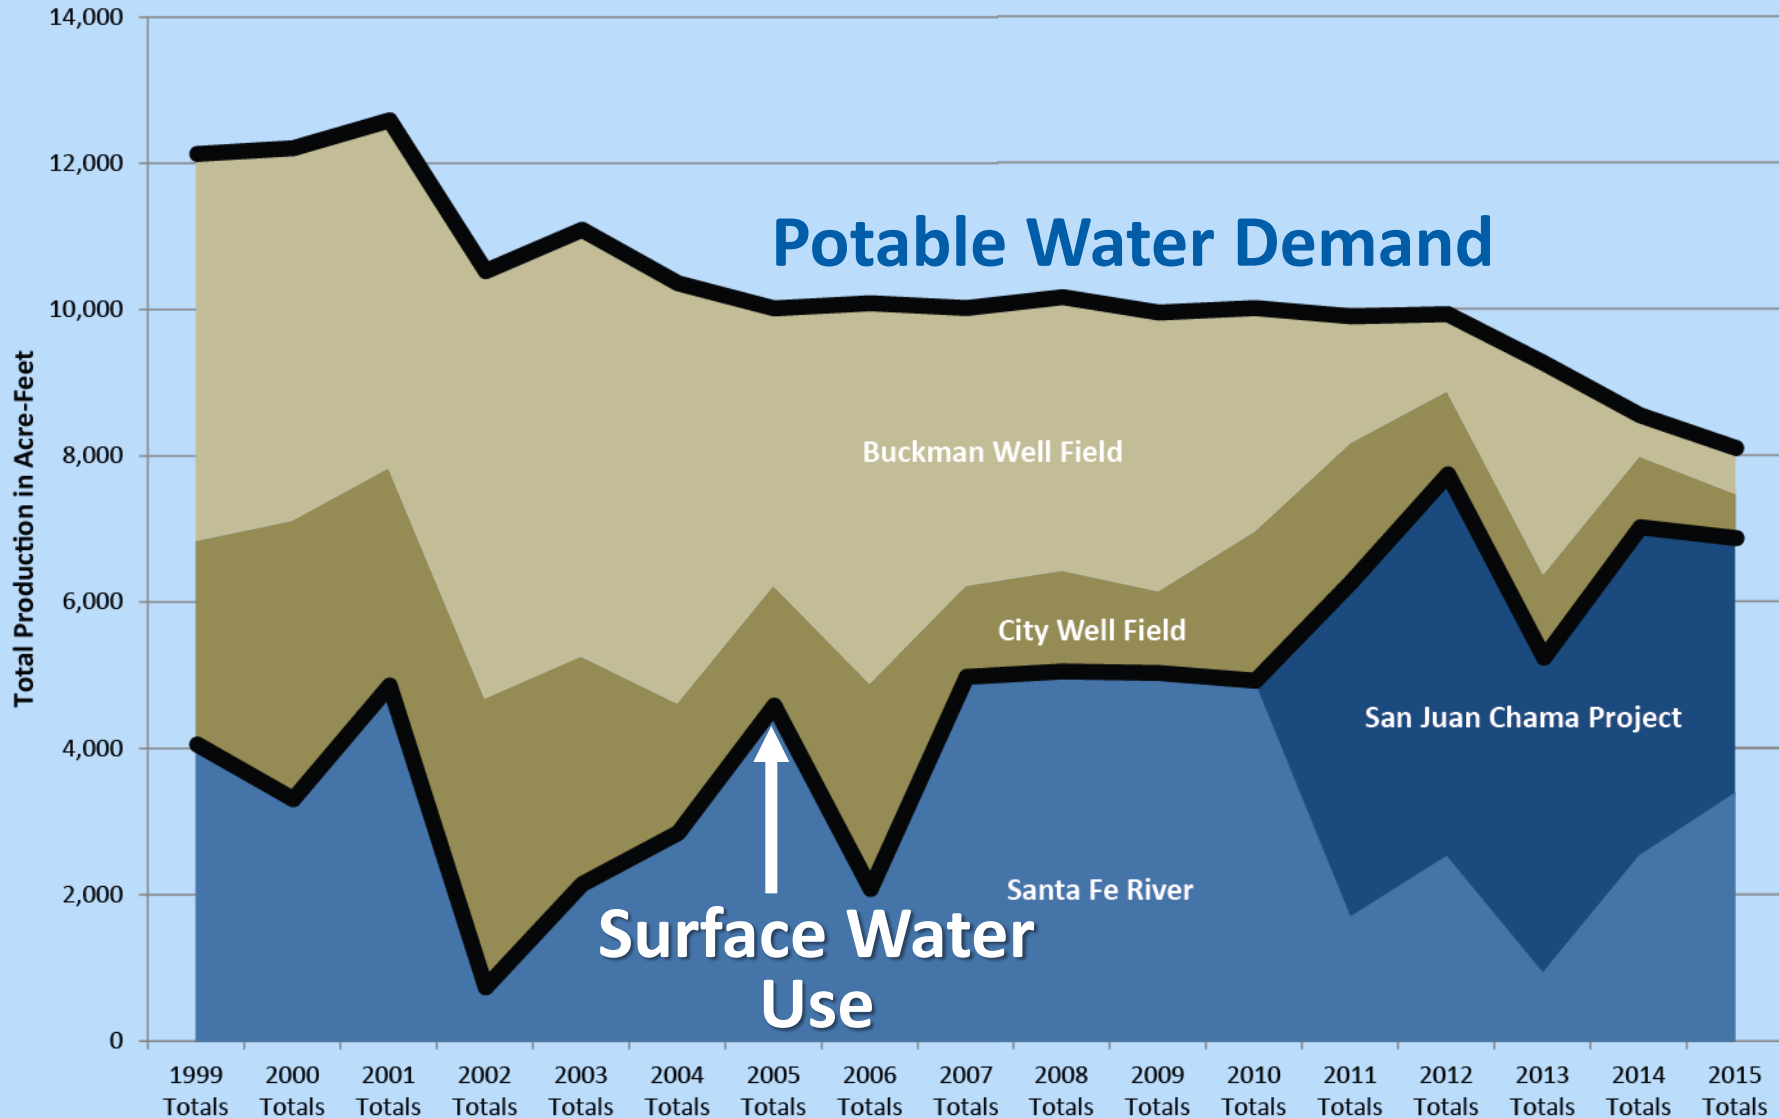 14,000
12,000
10,000
8,000
6,000
4,000
2,000
0
Total Production in Acre-Feet
Potable Water Demand
Buckman Well Field
City Well Field
San Juan Chama Project
Santa Fe River
Surface Water
Use
1999 2000 2001 2002 2003 2004 2005 2006 2007 2008 2009 2010 2011 2012 2013 2014 2015
Totals Totals Totals Totals Totals Totals Totals Totals Totals Totals Totals Totals Totals Totals Totals Totals Totals